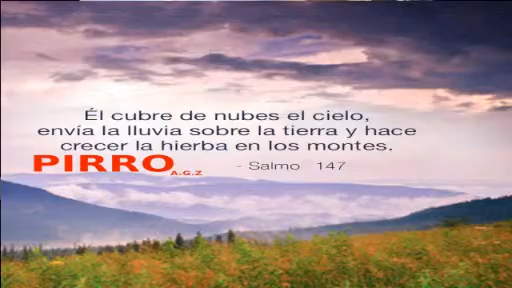 Él cubre de nubes el cielo,
envía la lluvia sobre la tierra y hace
crecer la hierba en los montes.
PIRRO A.G.Z
- Salmo 147